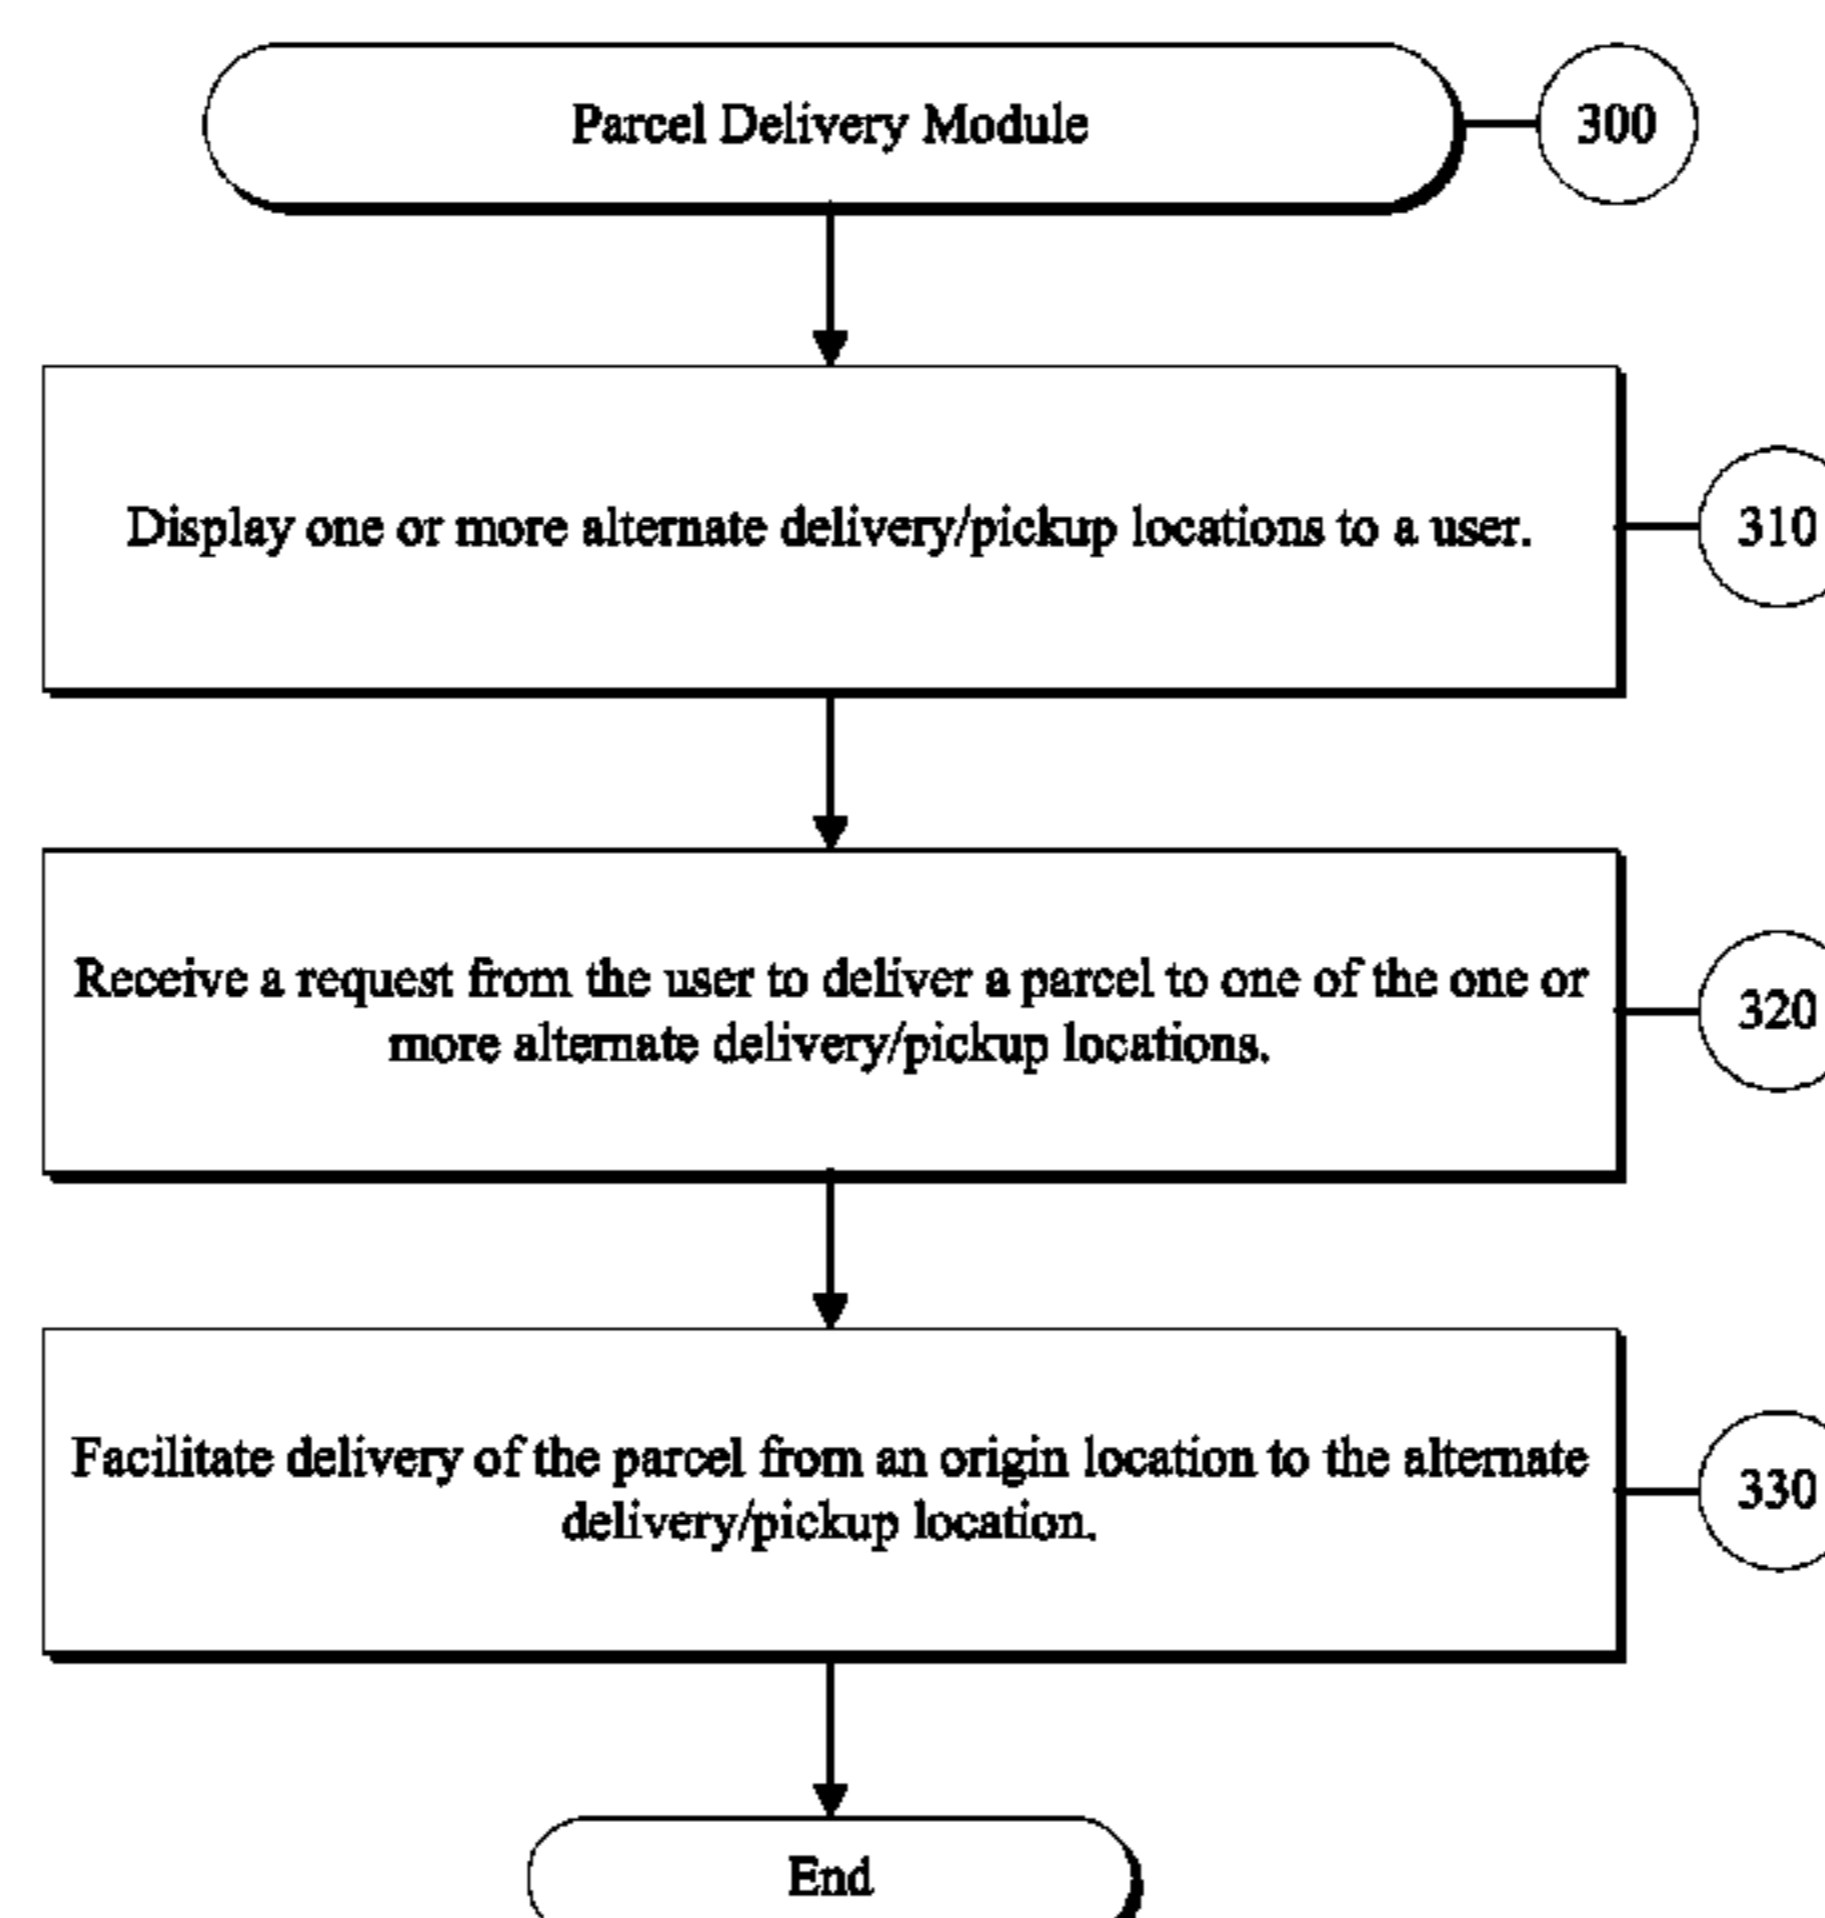 Parcel Delivery Module
300
Display one or more alternate delivery/pickup locations to a user.
310
Receive a request from the user to deliver a parcel to one of the one or
more alternate delivery/pickup locations.
320
Facilitate delivery of the parcel from an origin location to the alternate
delivery/pickup location.
330
End